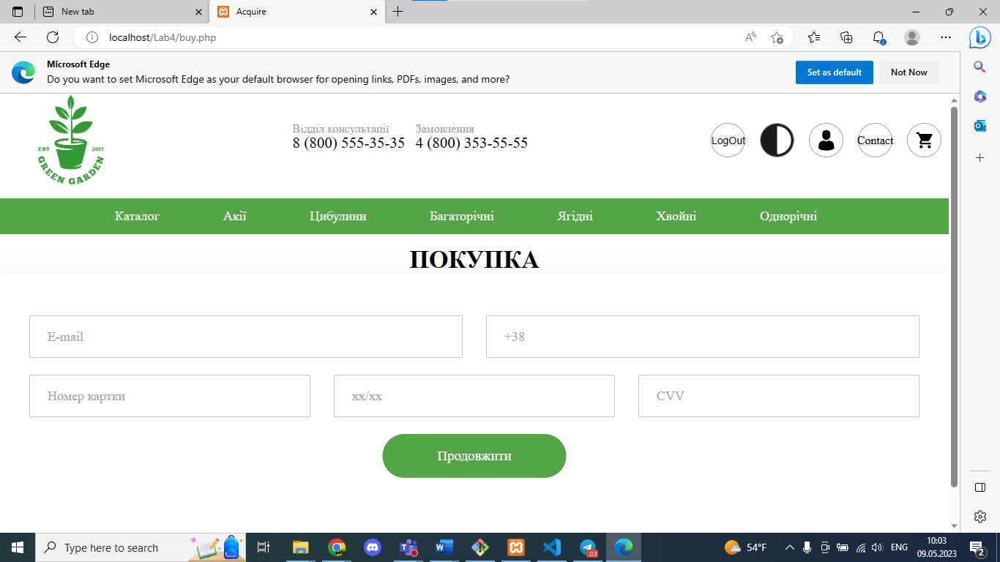 New tab
Acquire
localhost/Lab4/buy.php
Microsoft Edge
Do you want to set Microsoft Edge as your default browser for opening links, PDFs, images, and more?
Set as default
Not Now
EST 2017
GREEN GARDEN
Відділ консультації
8 (800) 555-35-35
Замовлення
4 (800) 353-55-55
LogOut
Contact
Каталог
Акії
Цибулини
Багаторічні
Ягідні
Хвойні
Однорічні
ПОКУПКА
E-mail
+38
Номер картки
xx/xx
CVV
Продовжити
Type here to search
.03
54°F
ENG
10:03
09.05.2023
2